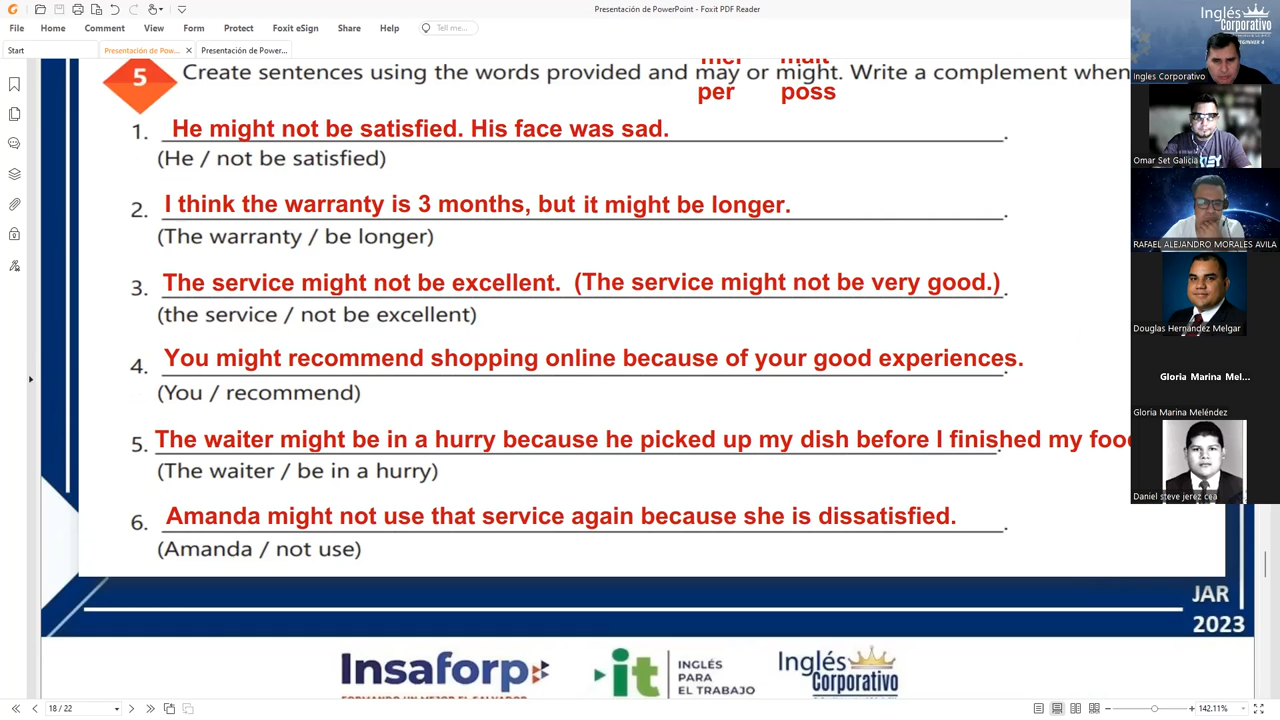 Presentación de PowerPoint - Foxit PDF Reader
File Home Comment View Form Protect Foxit eSign Share Help Tell me...
Start Presentación de Pow... × Presentación de Power...
5 Create sentences using the words provided and may or might. Write a complement when
per poss
1. He might not be satisfied. His face was sad.
(He / not be satisfied)
2. I think the warranty is 3 months, but it might be longer.
(The warranty / be longer)
3. The service might not be excellent. (The service might not be very good.)
(the service / not be excellent)
4. You might recommend shopping online because of your good experiences.
(You / recommend)
5. The waiter might be in a hurry because he picked up my dish before I finished my foo
(The waiter / be in a hurry)
6. Amanda might not use that service again because she is dissatisfied.
(Amanda / not use)
JAR
2023
Insaforp
it INGLÉS
PARA
EL TRABAJO
Inglés
Corporativo
18 / 22
142.11%
Inglés
Corporativo
Ingles Corporativo
Omar Set Galicia
RAFAEL ALEJANDRO MORALES AVILA
Douglas Hernández Melgar
Gloria Marina Mel...
Gloria Marina Meléndez
Daniel steve jerez cea